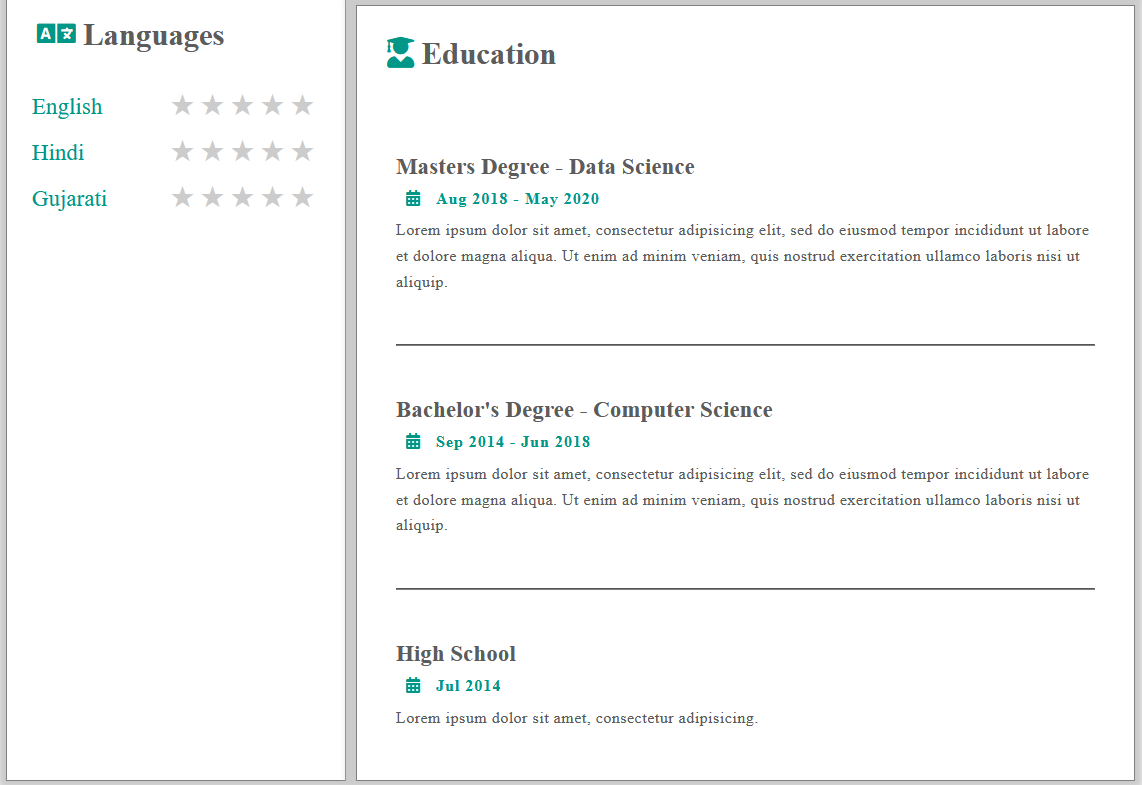 Languages
English ★ ★ ★ ★ ★
Hindi ★ ★ ★ ★ ★
Gujarati ★ ★ ★ ★ ★
Education
Masters Degree - Data Science
Aug 2018 - May 2020
Lorem ipsum dolor sit amet, consectetur adipisicing elit, sed do eiusmod tempor incididunt ut labore
et dolore magna aliqua. Ut enim ad minim veniam, quis nostrud exercitation ullamco laboris nisi ut
aliquip.
Bachelor's Degree - Computer Science
Sep 2014 - Jun 2018
Lorem ipsum dolor sit amet, consectetur adipisicing elit, sed do eiusmod tempor incididunt ut labore
et dolore magna aliqua. Ut enim ad minim veniam, quis nostrud exercitation ullamco laboris nisi ut
aliquip.
High School
Jul 2014
Lorem ipsum dolor sit amet, consectetur adipisicing.